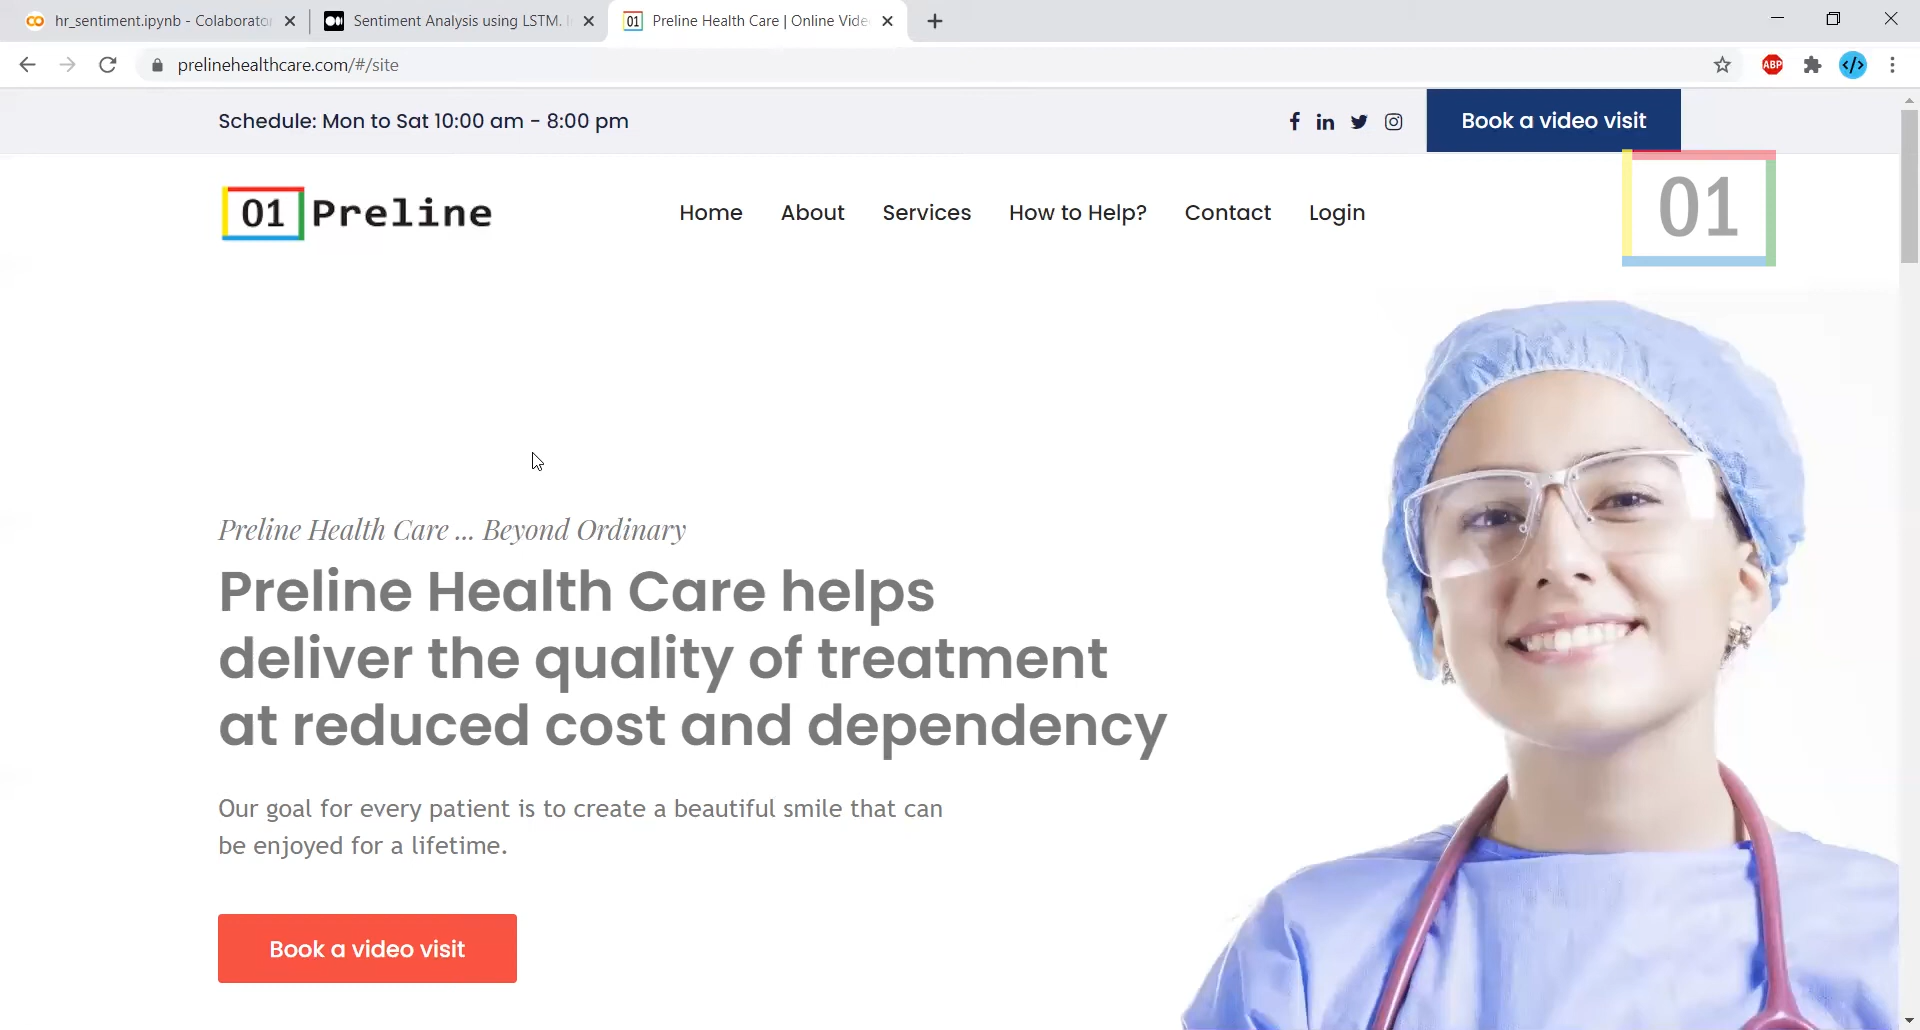 hr_sentiment.ipynb - Colaborator
Sentiment Analysis using LSTM.
01 Preline Health Care | Online Vide
prelinehealthcare.com/#/site
ABP
</>
Schedule: Mon to Sat 10:00 am - 8:00 pm
f in
Book a video visit
01 Preline
Home About Services How to Help? Contact Login
01
Preline Health Care ... Beyond Ordinary
Preline Health Care helps
deliver the quality of treatment
at reduced cost and dependency
Our goal for every patient is to create a beautiful smile that can
be enjoyed for a lifetime.
Book a video visit